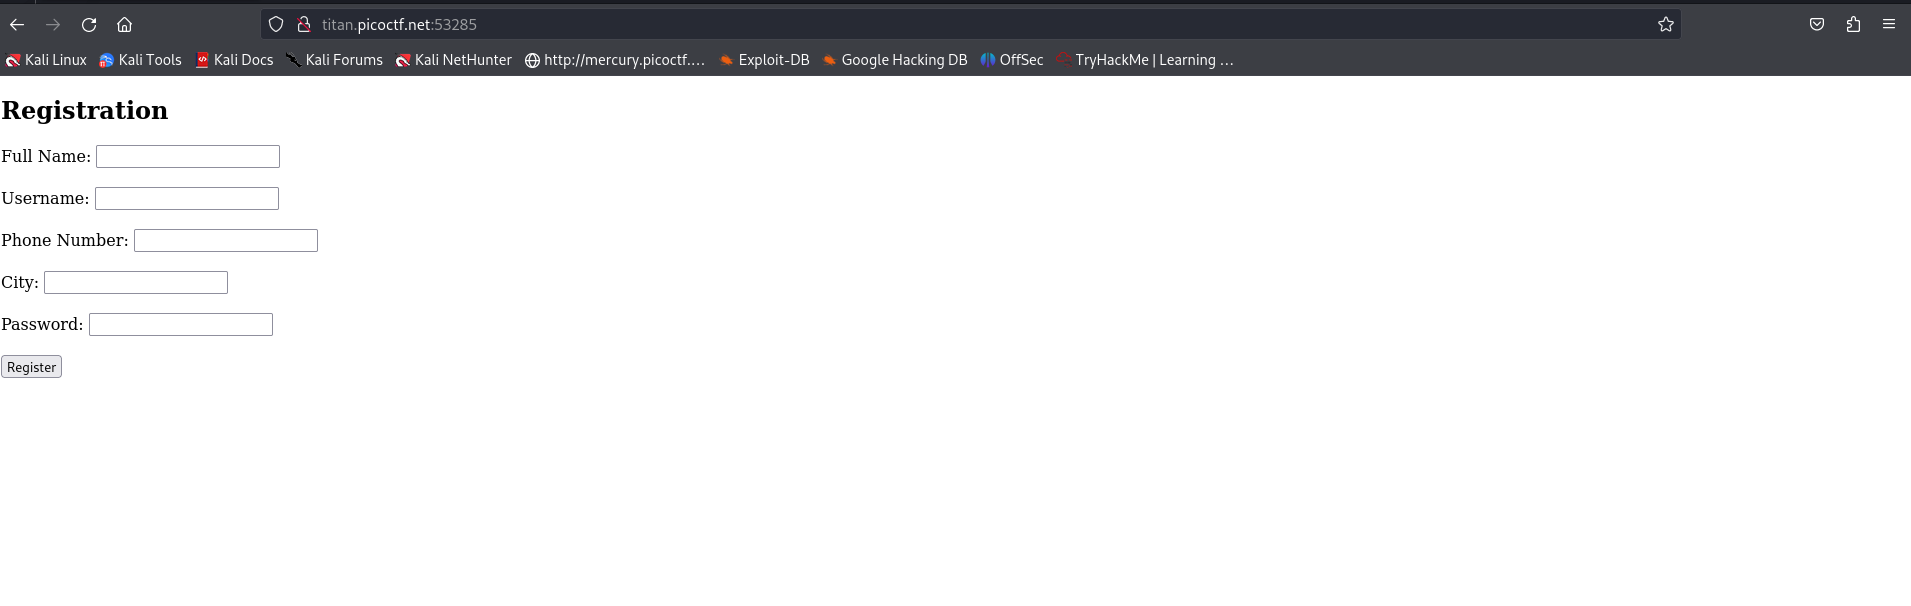 titan.picoctf.net:53285
Kali Linux Kali Tools Kali Docs Kali Forums Kali NetHunter http://mercury.picoctf.... Exploit-DB Google Hacking DB OffSec TryHackMe | Learning ...
Registration
Full Name:
Username:
Phone Number:
City:
Password:
Register